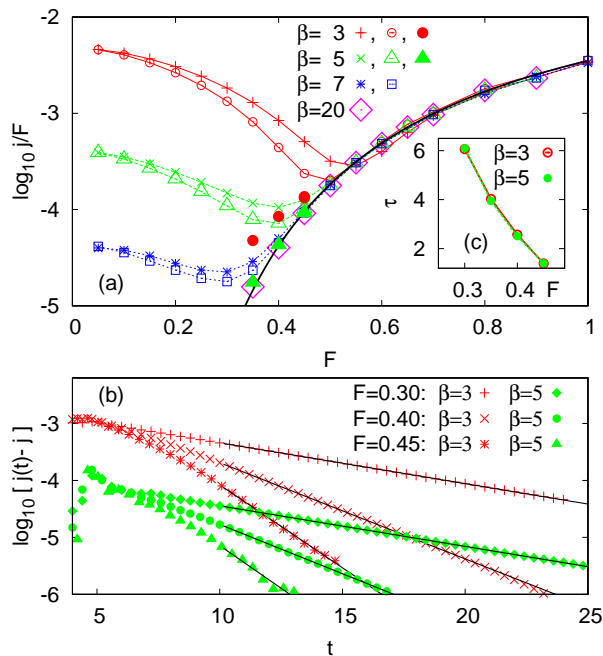 -2
-3
-4
-5
log10 j/F
β= 3 + , ○ , ●
β= 5 × , △ , ▲
β= 7 ∗ , □
β=20 ◇
(a)
0 0.2 0.4 0.6 0.8 1
F
6
4
2
τ
β=3
β=5
(c)
0.3 0.4 F
(b)
F=0.30: β=3 + β=5 ◆
F=0.40: β=3 × β=5 ●
F=0.45: β=3 ∗ β=5 ▲
-3
-4
-5
-6
log10 [ j(t)- j ]
5 10 15 20 25
t